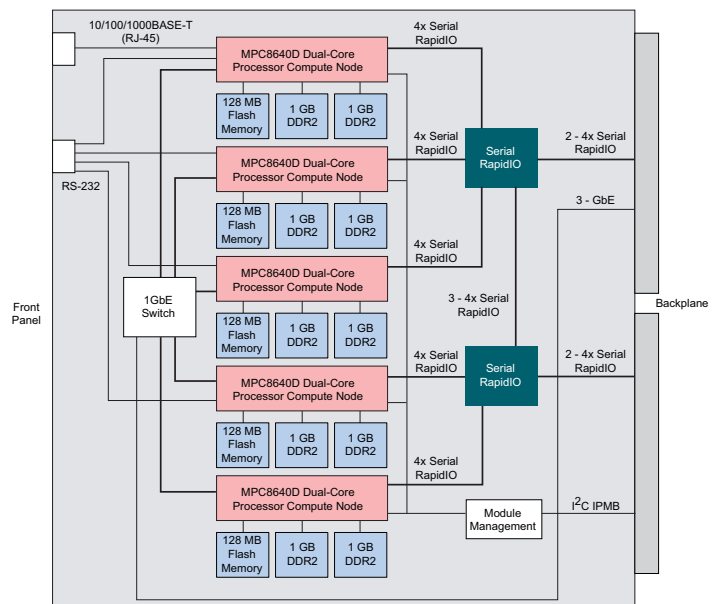 10/100/1000BASE-T
(RJ-45)
MPC8640D Dual-Core
Processor Compute Node
4x Serial
RapidIO
128 MB
Flash
Memory
1 GB
DDR2
1 GB
DDR2
MPC8640D Dual-Core
Processor Compute Node
4x Serial
RapidIO
Serial
RapidIO
2 - 4x Serial
RapidIO
RS-232
128 MB
Flash
Memory
1 GB
DDR2
1 GB
DDR2
3 - GbE
MPC8640D Dual-Core
Processor Compute Node
4x Serial
RapidIO
Front
Panel
1GbE
Switch
128 MB
Flash
Memory
1 GB
DDR2
1 GB
DDR2
3 - 4x Serial
RapidIO
Backplane
MPC8640D Dual-Core
Processor Compute Node
4x Serial
RapidIO
Serial
RapidIO
2 - 4x Serial
RapidIO
128 MB
Flash
Memory
1 GB
DDR2
1 GB
DDR2
MPC8640D Dual-Core
Processor Compute Node
4x Serial
RapidIO
Module
Management
I2C IPMB
128 MB
Flash
Memory
1 GB
DDR2
1 GB
DDR2